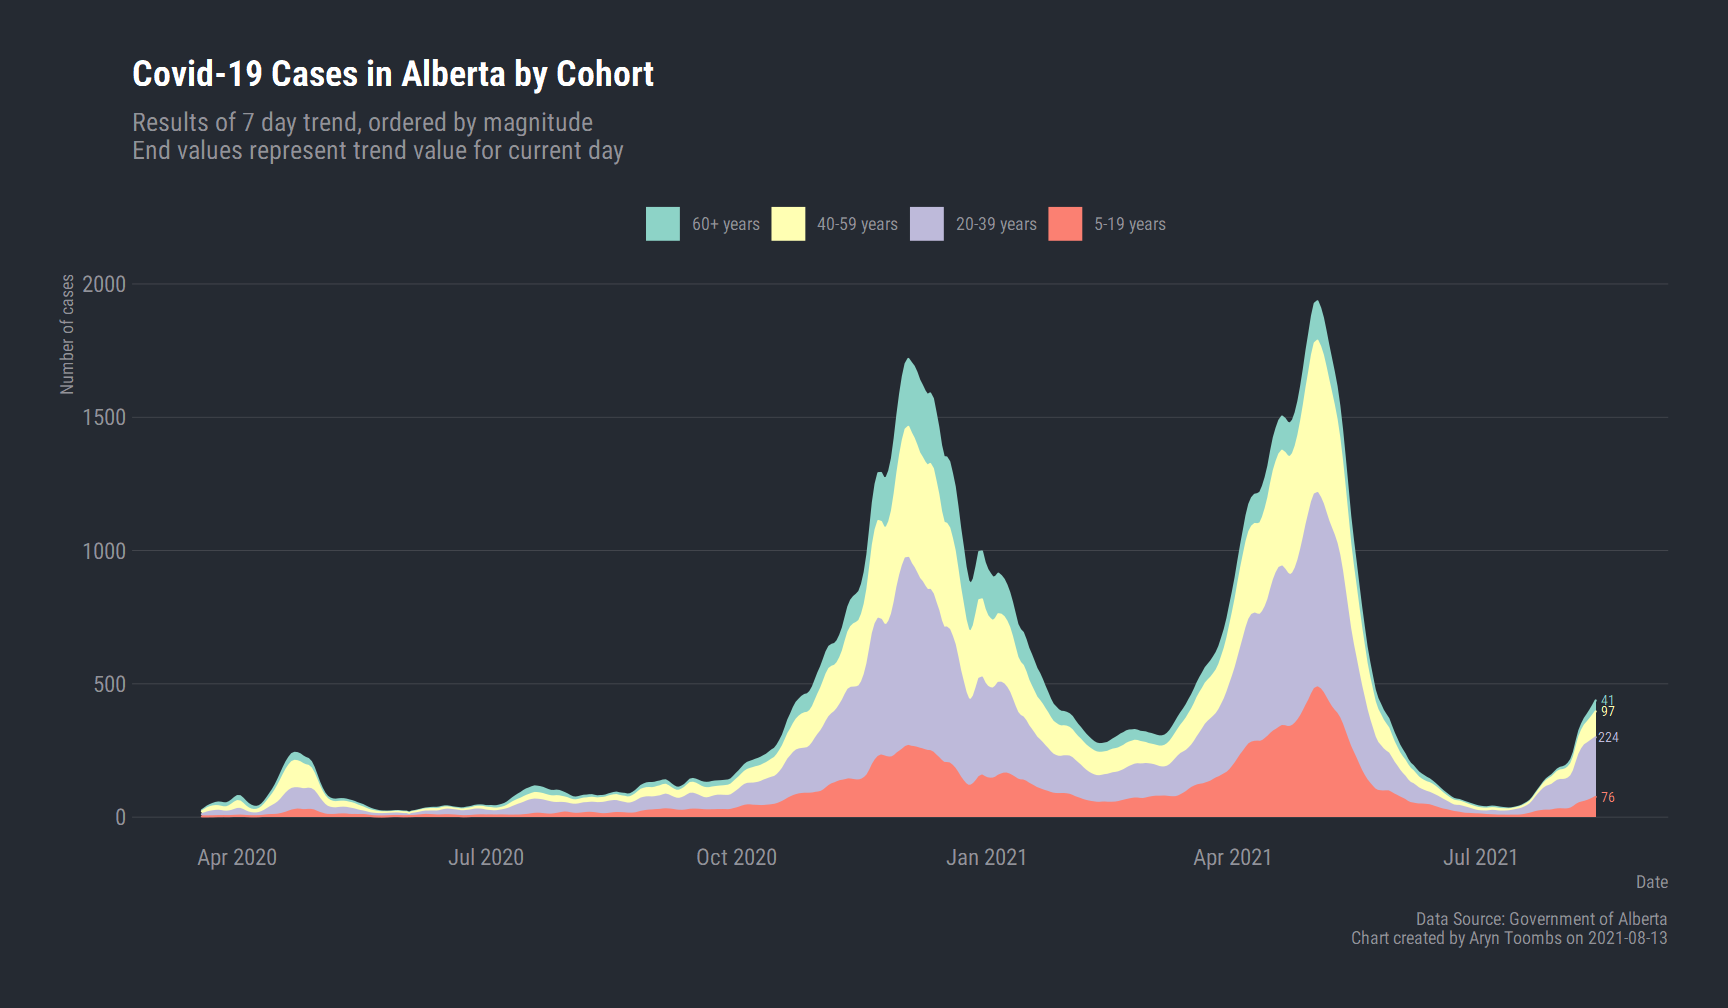 Covid-19 Cases in Alberta by Cohort
Results of 7 day trend, ordered by magnitude
End values represent trend value for current day
60+ years
40-59 years
20-39 years
5-19 years
Number of cases
2000
1500
1000
500
0
41
97
224
76
Apr 2020
Jul 2020
Oct 2020
Jan 2021
Apr 2021
Jul 2021
Date
Data Source: Government of Alberta
Chart created by Aryn Toombs on 2021-08-13